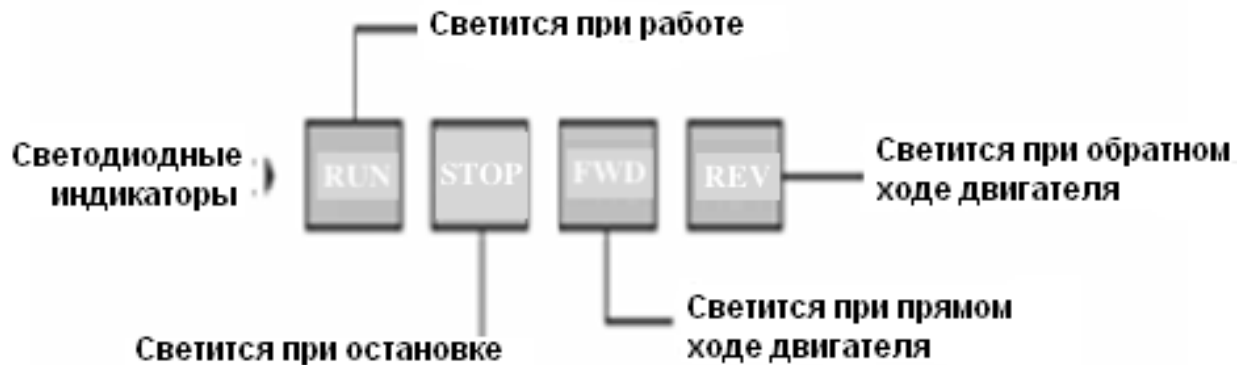 Светится при работе
Светодиодные
индикаторы
RUN
STOP
FWD
REV
Светится при обратном
ходе двигателя
Светится при прямом
ходе двигателя
Светится при остановке